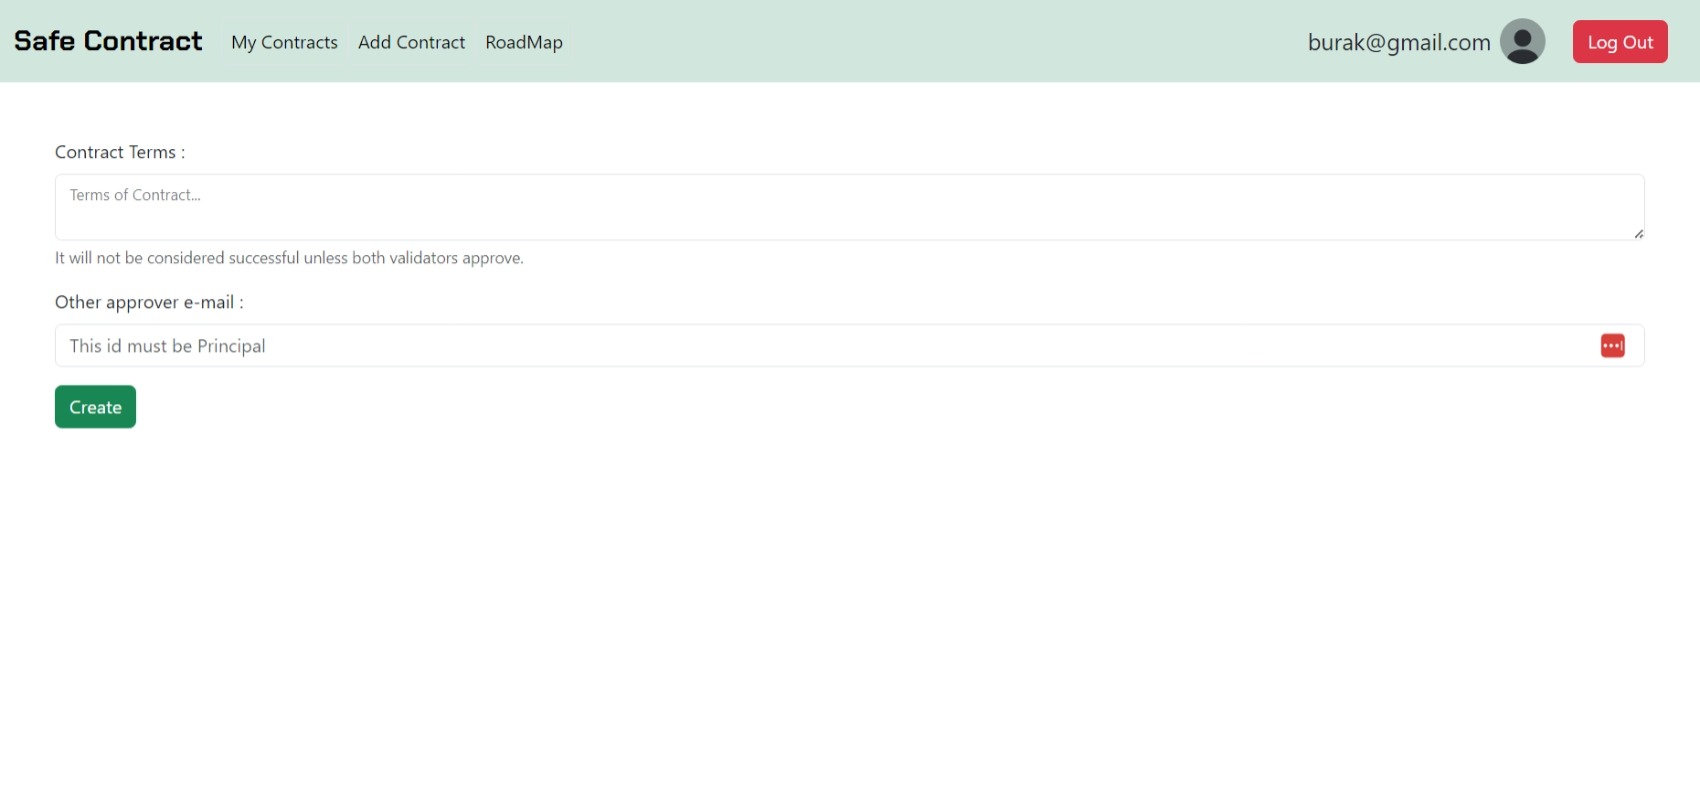 Safe Contract My Contracts Add Contract RoadMap burak@gmail.com Log Out
Contract Terms :
Terms of Contract...
It will not be considered successful unless both validators approve.
Other approver e-mail :
This id must be Principal
Create